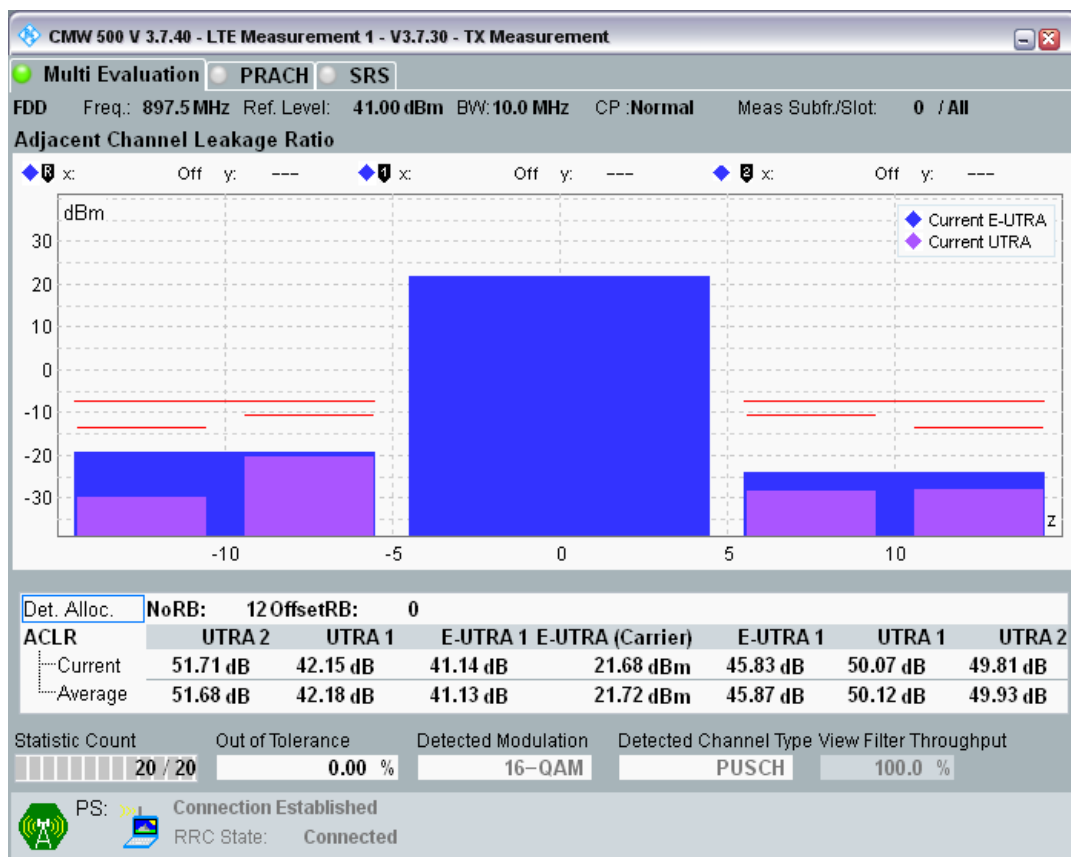 CMW 500 V 3.7.40 - LTE Measurement 1 - V3.7.30 - TX Measurement
Multi Evaluation PRACH SRS
FDD Freq.: 897.5 MHz Ref. Level: 41.00 dBm BW: 10.0 MHz CP :Normal Meas Subfr./Slot: 0 / All
Adjacent Channel Leakage Ratio
R x: Off y: --- 1 x: Off y: --- 2 x: Off y: ---
dBm
Current E-UTRA
Current UTRA
30
20
10
0
-10
-20
-30
z
-10 -5 0 5 10
Det. Alloc. NoRB: 12 OffsetRB: 0
ACLR UTRA 2 UTRA 1 E-UTRA 1 E-UTRA (Carrier) E-UTRA 1 UTRA 1 UTRA 2
Current 51.71 dB 42.15 dB 41.14 dB 21.68 dBm 45.83 dB 50.07 dB 49.81 dB
Average 51.68 dB 42.18 dB 41.13 dB 21.72 dBm 45.87 dB 50.12 dB 49.93 dB
Statistic Count Out of Tolerance Detected Modulation Detected Channel Type View Filter Throughput
20 / 20 0.00 % 16-QAM PUSCH 100.0 %
PS: Connection Established
RRC State: Connected